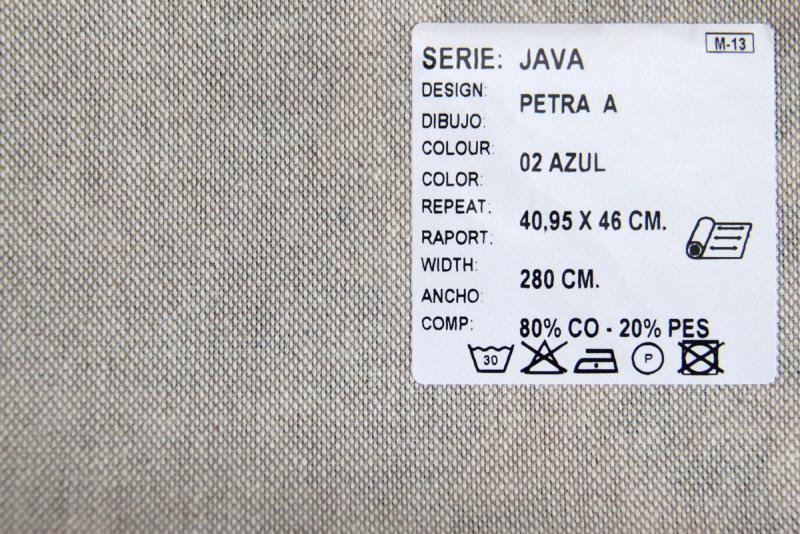 M-13
SERIE: JAVA
DESIGN:
PETRA A
DIBUJO:
COLOUR:
02 AZUL
COLOR:
REPEAT:
40,95 X 46 CM.
RAPORT:
WIDTH:
280 CM.
ANCHO:
COMP: 80% CO - 20% PES
30 P